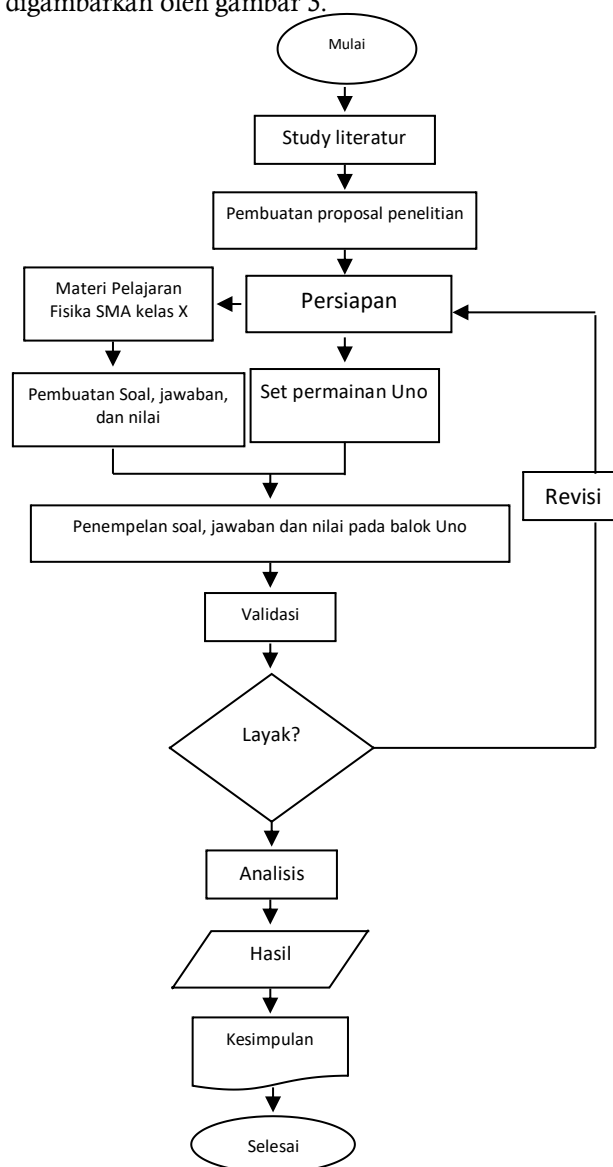 digambarkan oleh gambar 3.
Mulai
Study literatur
Pembuatan proposal penelitian
Materi Pelajaran
Fisika SMA kelas X
Persiapan
Pembuatan Soal, jawaban,
dan nilai
Set permainan Uno
Revisi
Penempelan soal, jawaban dan nilai pada balok Uno
Validasi
Layak?
Analisis
Hasil
Kesimpulan
Selesai